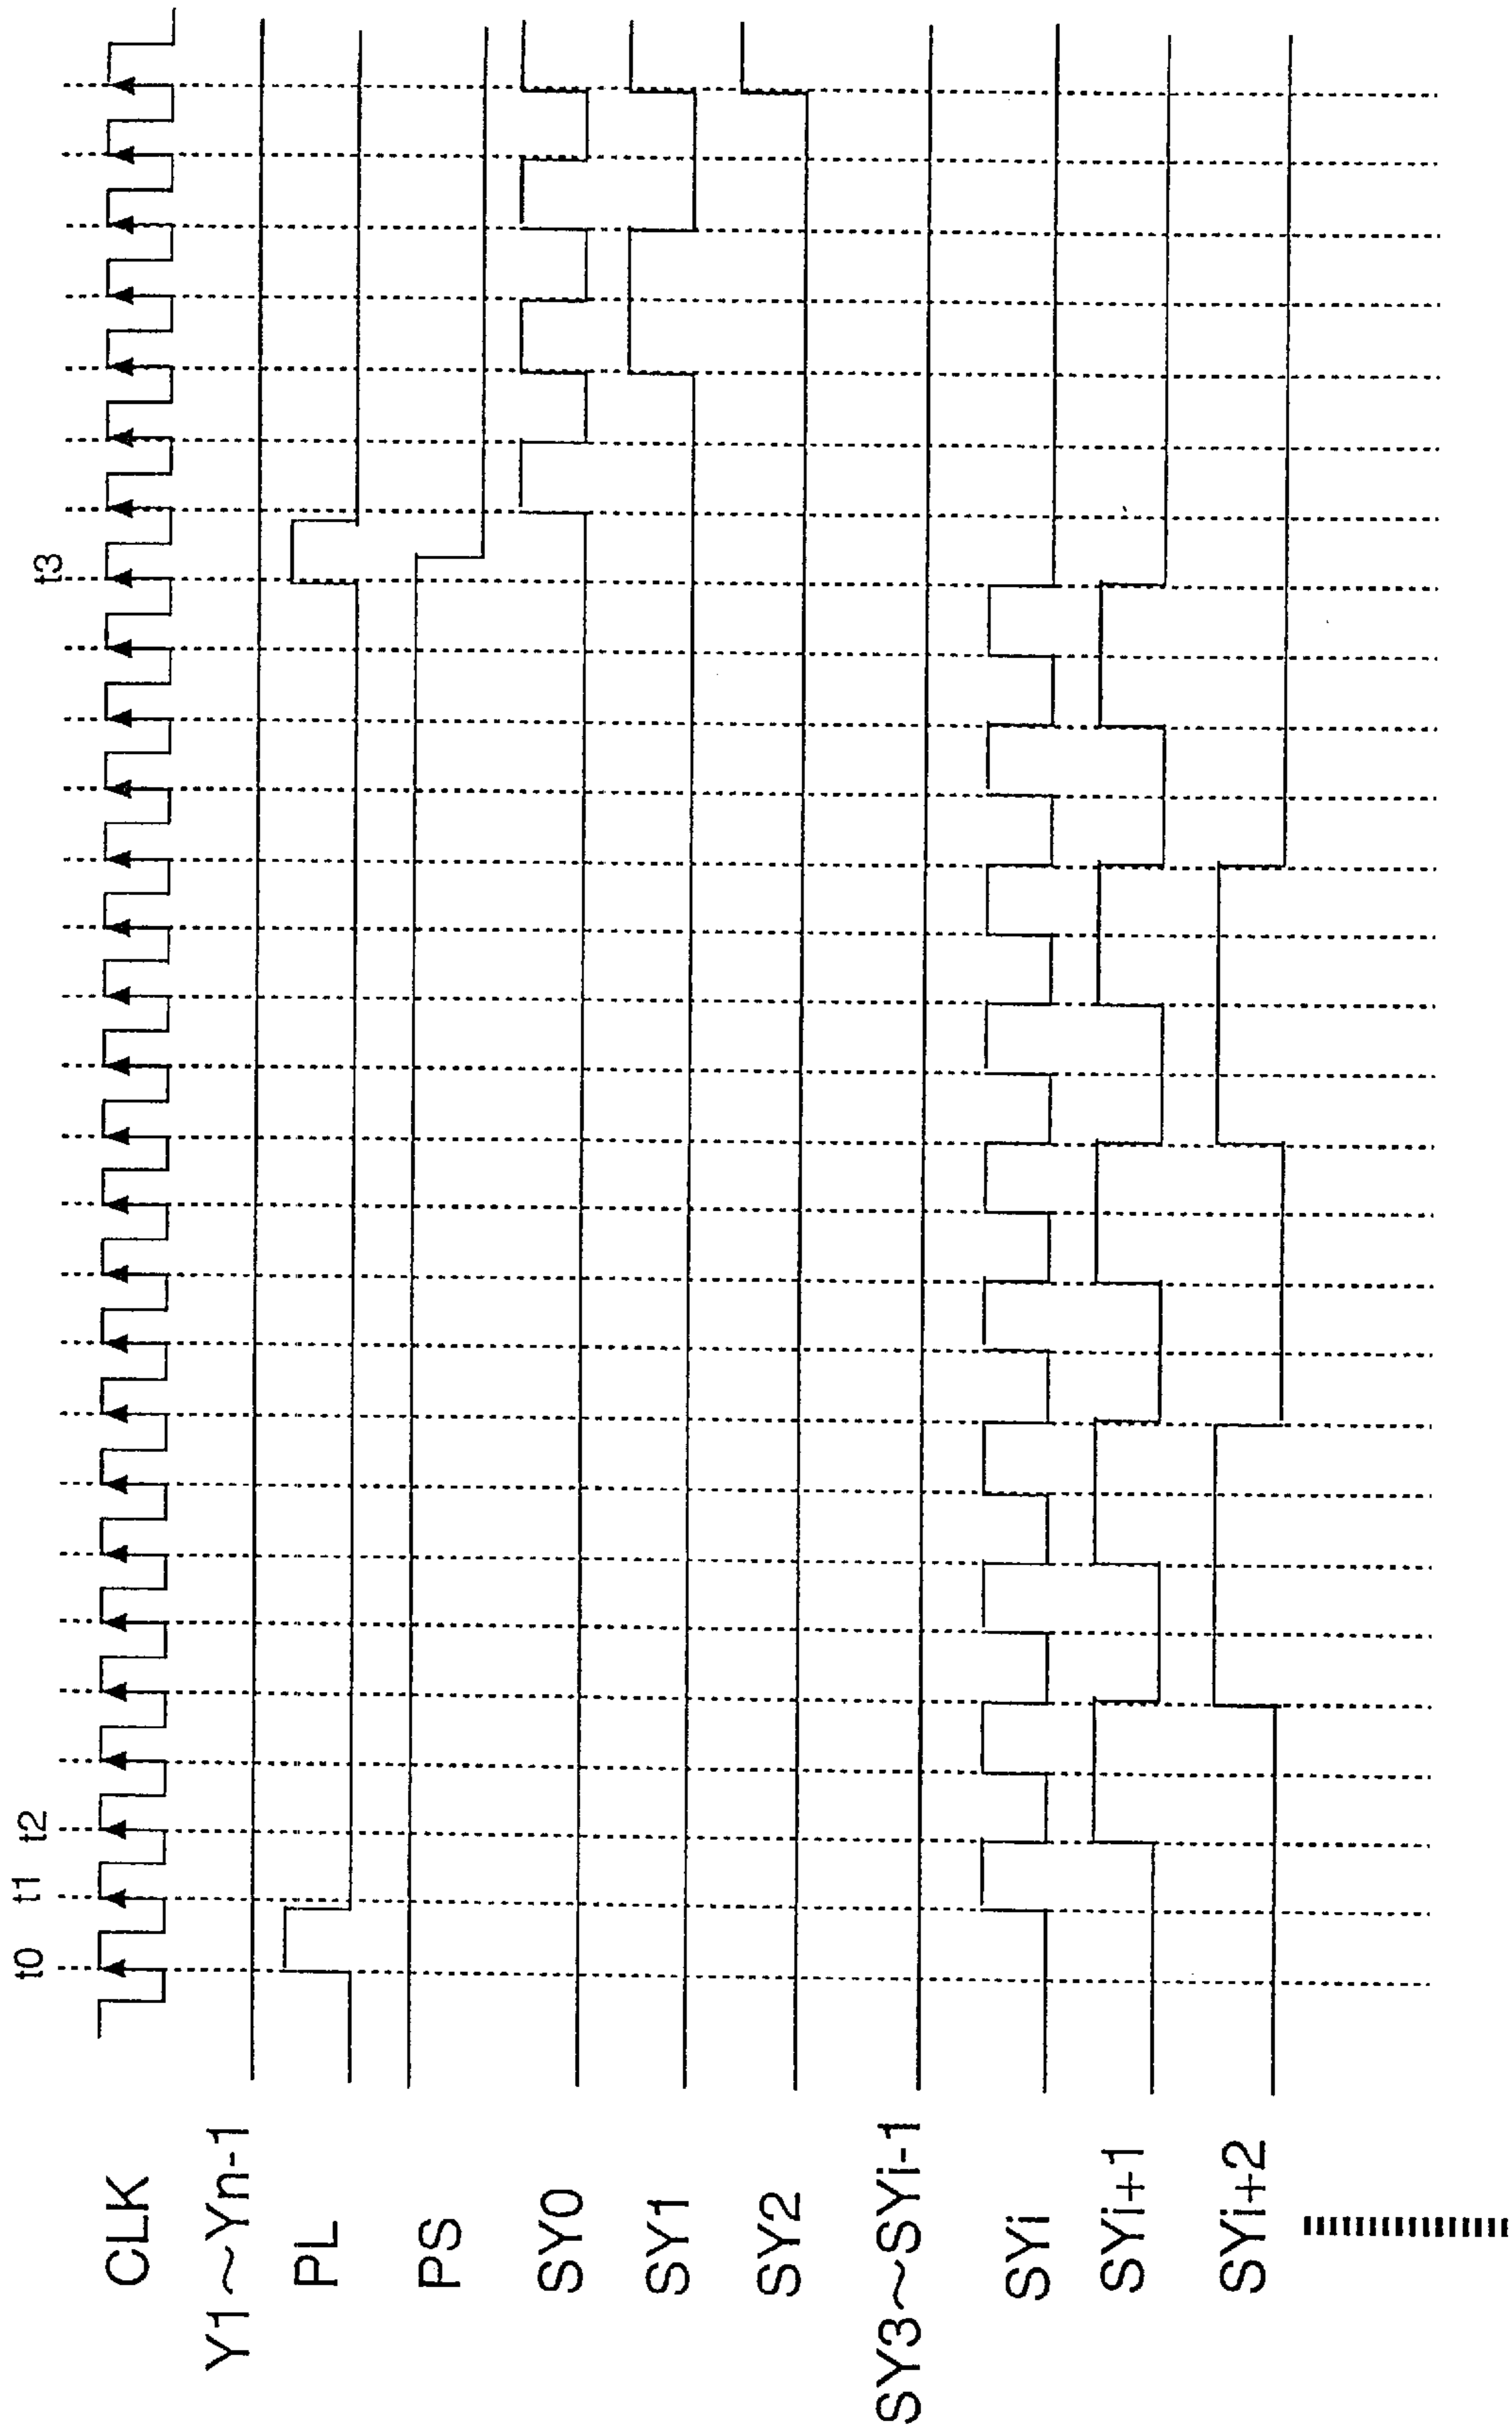 t0 t1 t2 t3
CLK
Y1~Yn-1
PL
PS
SY0
SY1
SY2
SY3~SYi-1
SYi
SYi+1
SYi+2